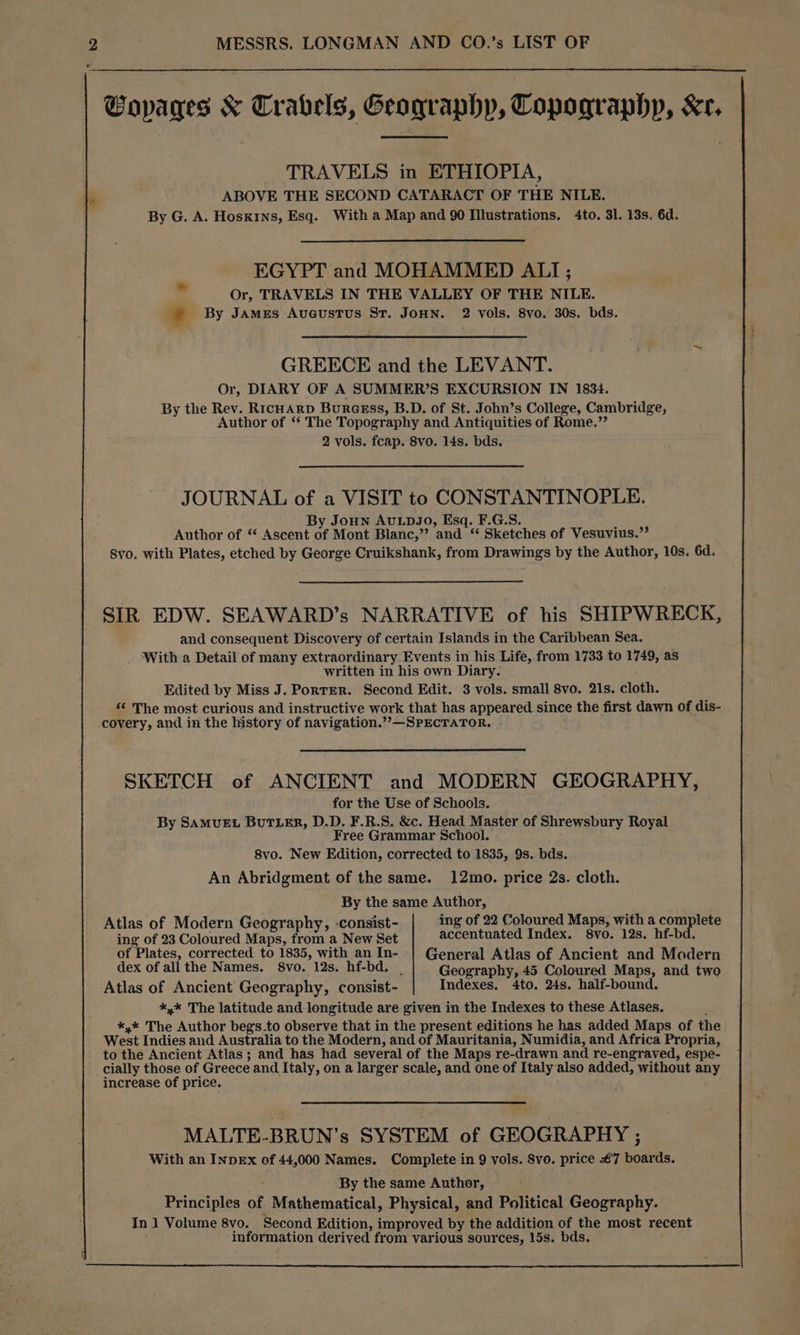 2 MESSRS. LONGMAN AND CO.'s LIST OF
Voyages & Travels, Geography, Topography, &c.
TRAVELS in ETHIOPIA,
ABOVE THE SECOND CATARACT OF THE NILE.
By G. A. HOSKINS, Esq. With a Map and 90 Illustrations. 4to. 3l. 13s. 6d.
EGYPT and MOHAMMED ALI;
Or, TRAVELS IN THE VALLEY OF THE NILE.
By JAMES AUGUSTUS ST. JOHN. 2 vols. 8vo. 30s. bds.
GREECE and the LEVANT.
Or, DIARY OF A SUMMER'S EXCURSION IN 1834.
By the Rev. RICHARD BURGESS, B.D. of St. John's College, Cambridge,
Author of “The Topography and Antiquities of Rome.”
2 vols. fcap. 8vo. 14s. bds.
JOURNAL of a VISIT to CONSTANTINOPLE.
By JOHN AULDJO, Esq. F.G.S.
Author of “Ascent of Mont Blanc,” and “Sketches of Vesuvius.”
8vo. with Plates, etched by George Cruikshank, from Drawings by the Author, 10s. 6d.
SIR EDW. SEAWARD's NARRATIVE of his SHIPWRECK,
and consequent Discovery of certain Islands in the Caribbean Sea.
With a Detail of many extraordinary Events in his Life, from 1733 to 1749, as
written in his own Diary.
Edited by Miss J. PORTER. Second Edit. 3 vols. small 8vo. 21s. cloth.
“The most curious and instructive work that has appeared since the first dawn of dis-
covery, and in the history of navigation.”—SPECTATOR.
SKETCH of ANCIENT and MODERN GEOGRAPHY,
for the Use of Schools.
By SAMUEL BUTLER, D.D. F.R.S. &c. Head Master of Shrewsbury Royal
Free Grammar School.
8vo. New Edition, corrected to 1835, 9s. bds.
An Abridgment of the same. 12mo. price 2s. cloth.
By the same Author,
Atlas of Modern Geography, consist-
ing of 23 Coloured Maps, from a New Set
of Plates, corrected to 1835, with an In-
dex of all the Names. 8vo. 12s. hf-bd.
Atlas of Ancient Geography, consist-
ing of 22 Coloured Maps, with a complete
accentuated Index. 8vo. 12s. hf-bd.
General Atlas of Ancient and Modern
Geography, 45 Coloured Maps, and two
Indexes. 4to. 24s. half-bound.
*** The latitude and longitude are given in the Indexes to these Atlases.
*** The Author begs to observe that in the present editions he has added Maps of the
West Indies and Australia to the Modern, and of Mauritania, Numidia, and Africa Propria,
to the Ancient Atlas; and has had several of the Maps re-drawn and re-engraved, espe-
cially those of Greece and Italy, on a larger scale, and one of Italy also added, without any
increase of price.
MALTE-BRUN's SYSTEM of GEOGRAPHY;
With an INDEX of 44,000 Names. Complete in 9 vols. 8vo. price £7 boards.
By the same Author,
Principles of Mathematical, Physical, and Political Geography.
In 1 Volume 8vo. Second Edition, improved by the addition of the most recent
information derived from various sources, 15s. bds.